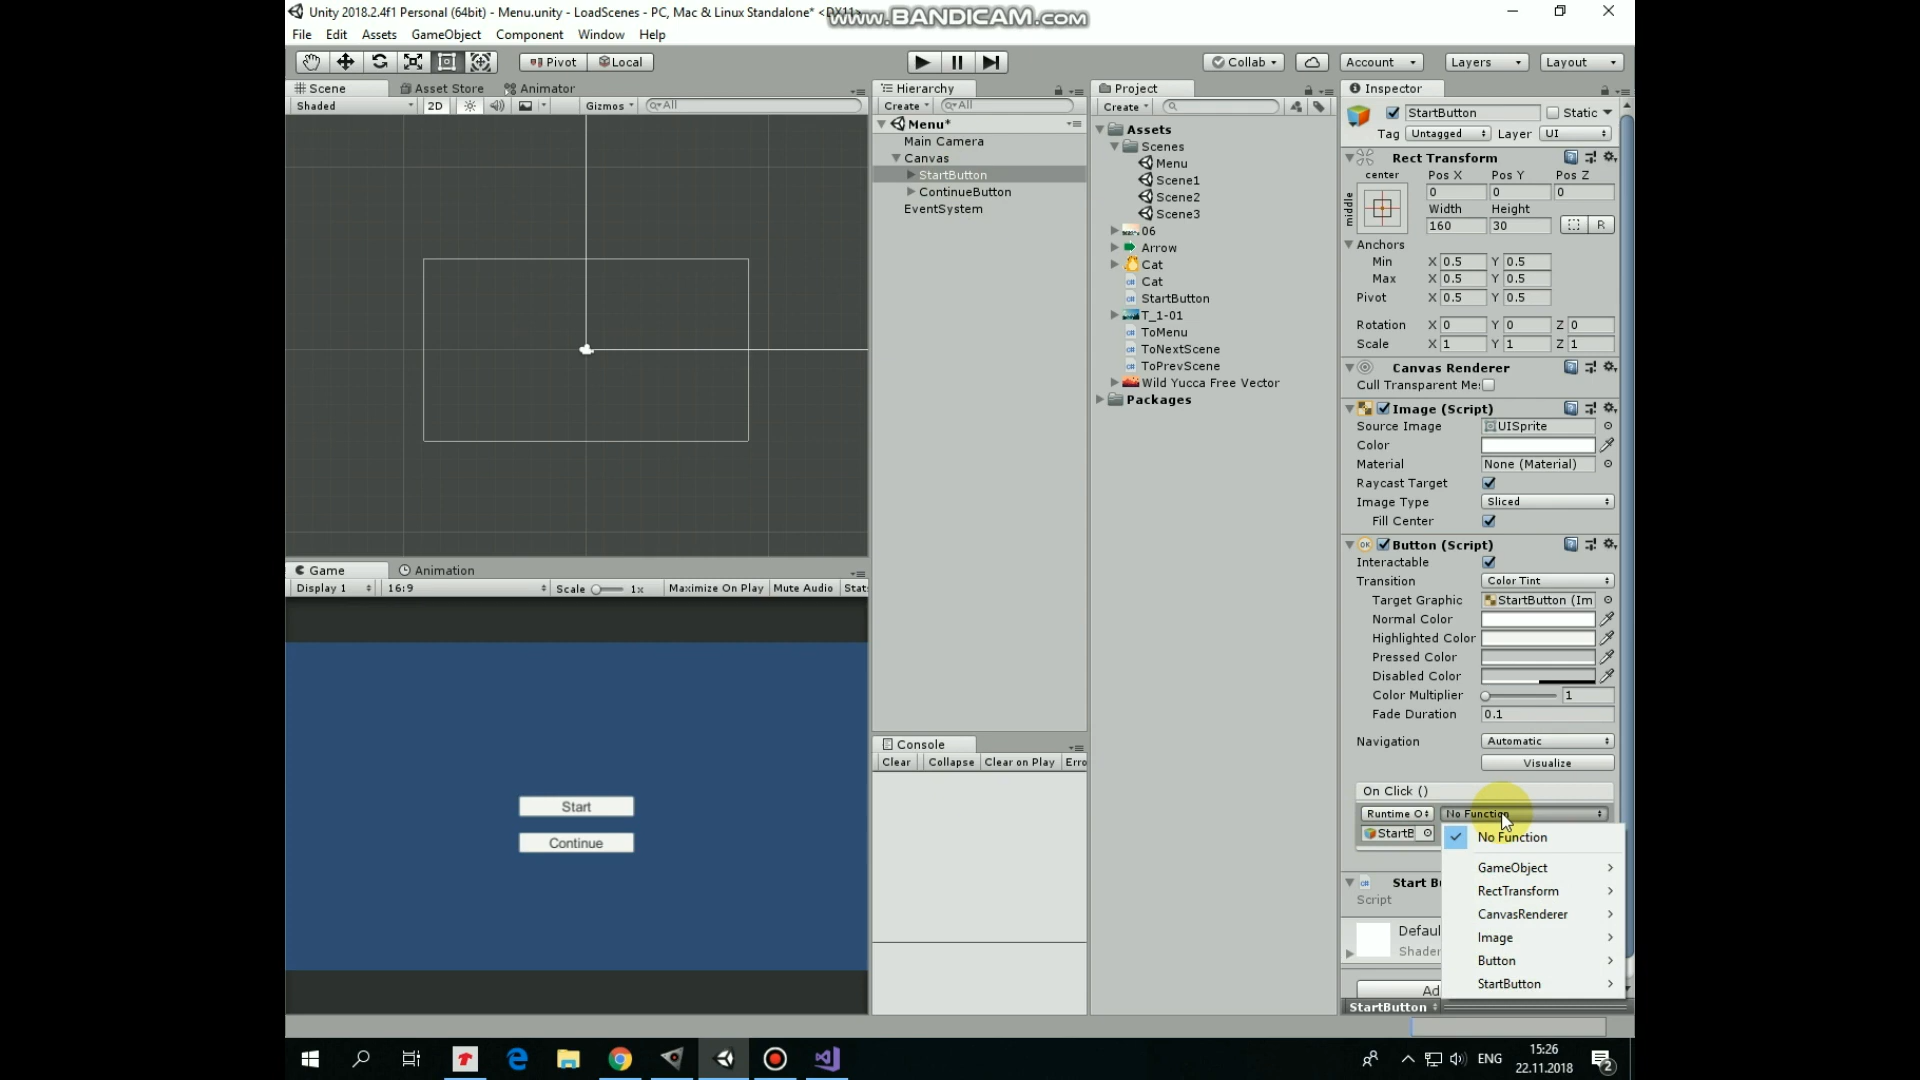 Unity 2018.2.4f1 Personal (64bit) - Menu.unity - LoadScenes - PC, Mac & Linux Standalone* <DX11>
www.BANDICAM.com
File Edit Assets GameObject Component Window Help
Pivot Local Collab Account Layers Layout
Scene Asset Store Animator
Shaded 2D Gizmos All
Hierarchy
Create All
Menu*
Main Camera
Canvas
StartButton
ContinueButton
EventSystem
Project
Create
Assets
Scenes
Menu
Scene1
Scene2
Scene3
06
Arrow
Cat
Cat
StartButton
T_1-01
ToMenu
ToNextScene
ToPrevScene
Wild Yucca Free Vector
Packages
Inspector
StartButton Static
Tag Untagged Layer UI
Rect Transform
center Pos X Pos Y Pos Z
middle
0 0 0
Width Height
160 30 R
Anchors
Min X 0.5 Y 0.5
Max X 0.5 Y 0.5
Pivot X 0.5 Y 0.5
Rotation X 0 Y 0 Z 0
Scale X 1 Y 1 Z 1
Canvas Renderer
Cull Transparent Me
Image (Script)
Source Image UISprite
Color
Material None (Material)
Raycast Target
Image Type Sliced
Fill Center
OK Button (Script)
Interactable
Transition Color Tint
Target Graphic StartButton (Im
Normal Color
Highlighted Color
Pressed Color
Disabled Color
Color Multiplier 1
Fade Duration 0.1
Navigation Automatic
Visualize
On Click ()
Runtime O No Function
StartB
No Function
GameObject
RectTransform
CanvasRenderer
Image
Button
StartButton
Start B
Script
Defaul
Shader
Ad
StartButton
Game Animation
Display 1 16:9 Scale 1x Maximize On Play Mute Audio Stat
Start
Continue
Console
Clear Collapse Clear on Play Erro
ENG
15:26
22.11.2018
2